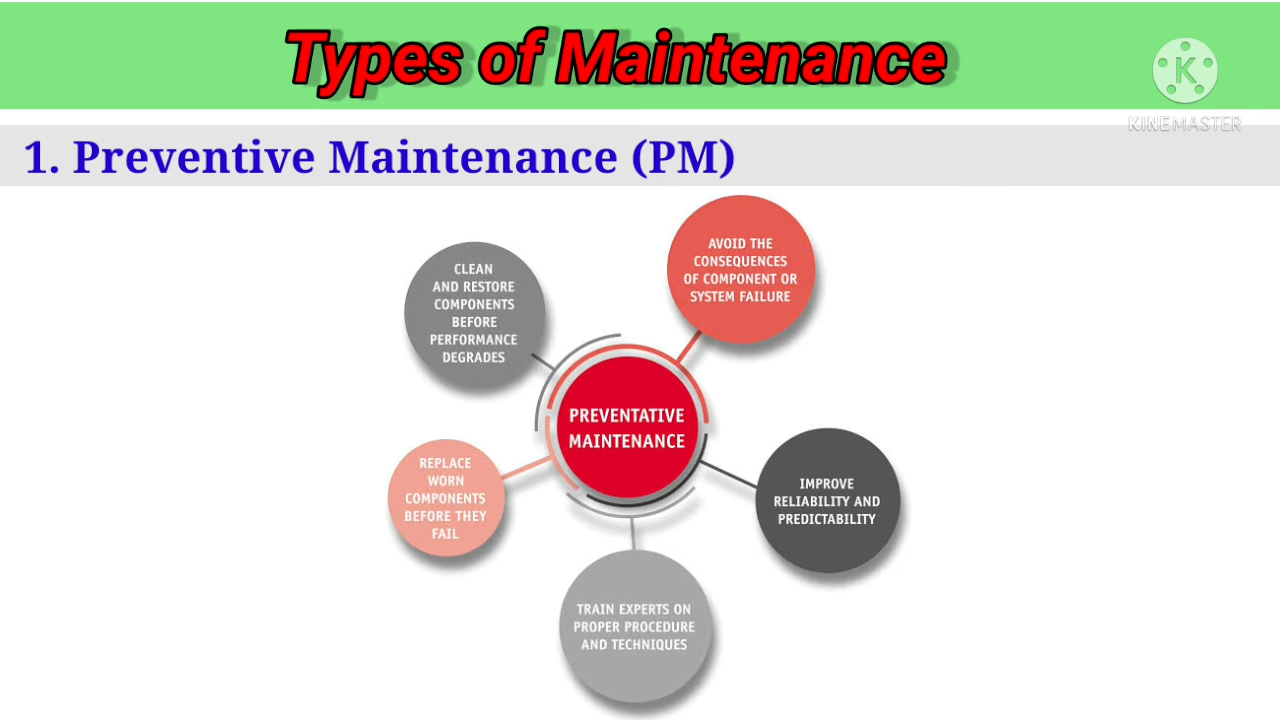 Types of Maintenance
K
KINEMASTER
1. Preventive Maintenance (PM)
AVOID THE
CONSEQUENCES
OF COMPONENT OR
SYSTEM FAILURE
CLEAN
AND RESTORE
COMPONENTS
BEFORE
PERFORMANCE
DEGRADES
PREVENTATIVE
MAINTENANCE
REPLACE
WORN
COMPONENTS
BEFORE THEY
FAIL
IMPROVE
RELIABILITY AND
PREDICTABILITY
TRAIN EXPERTS ON
PROPER PROCEDURE
AND TECHNIQUES